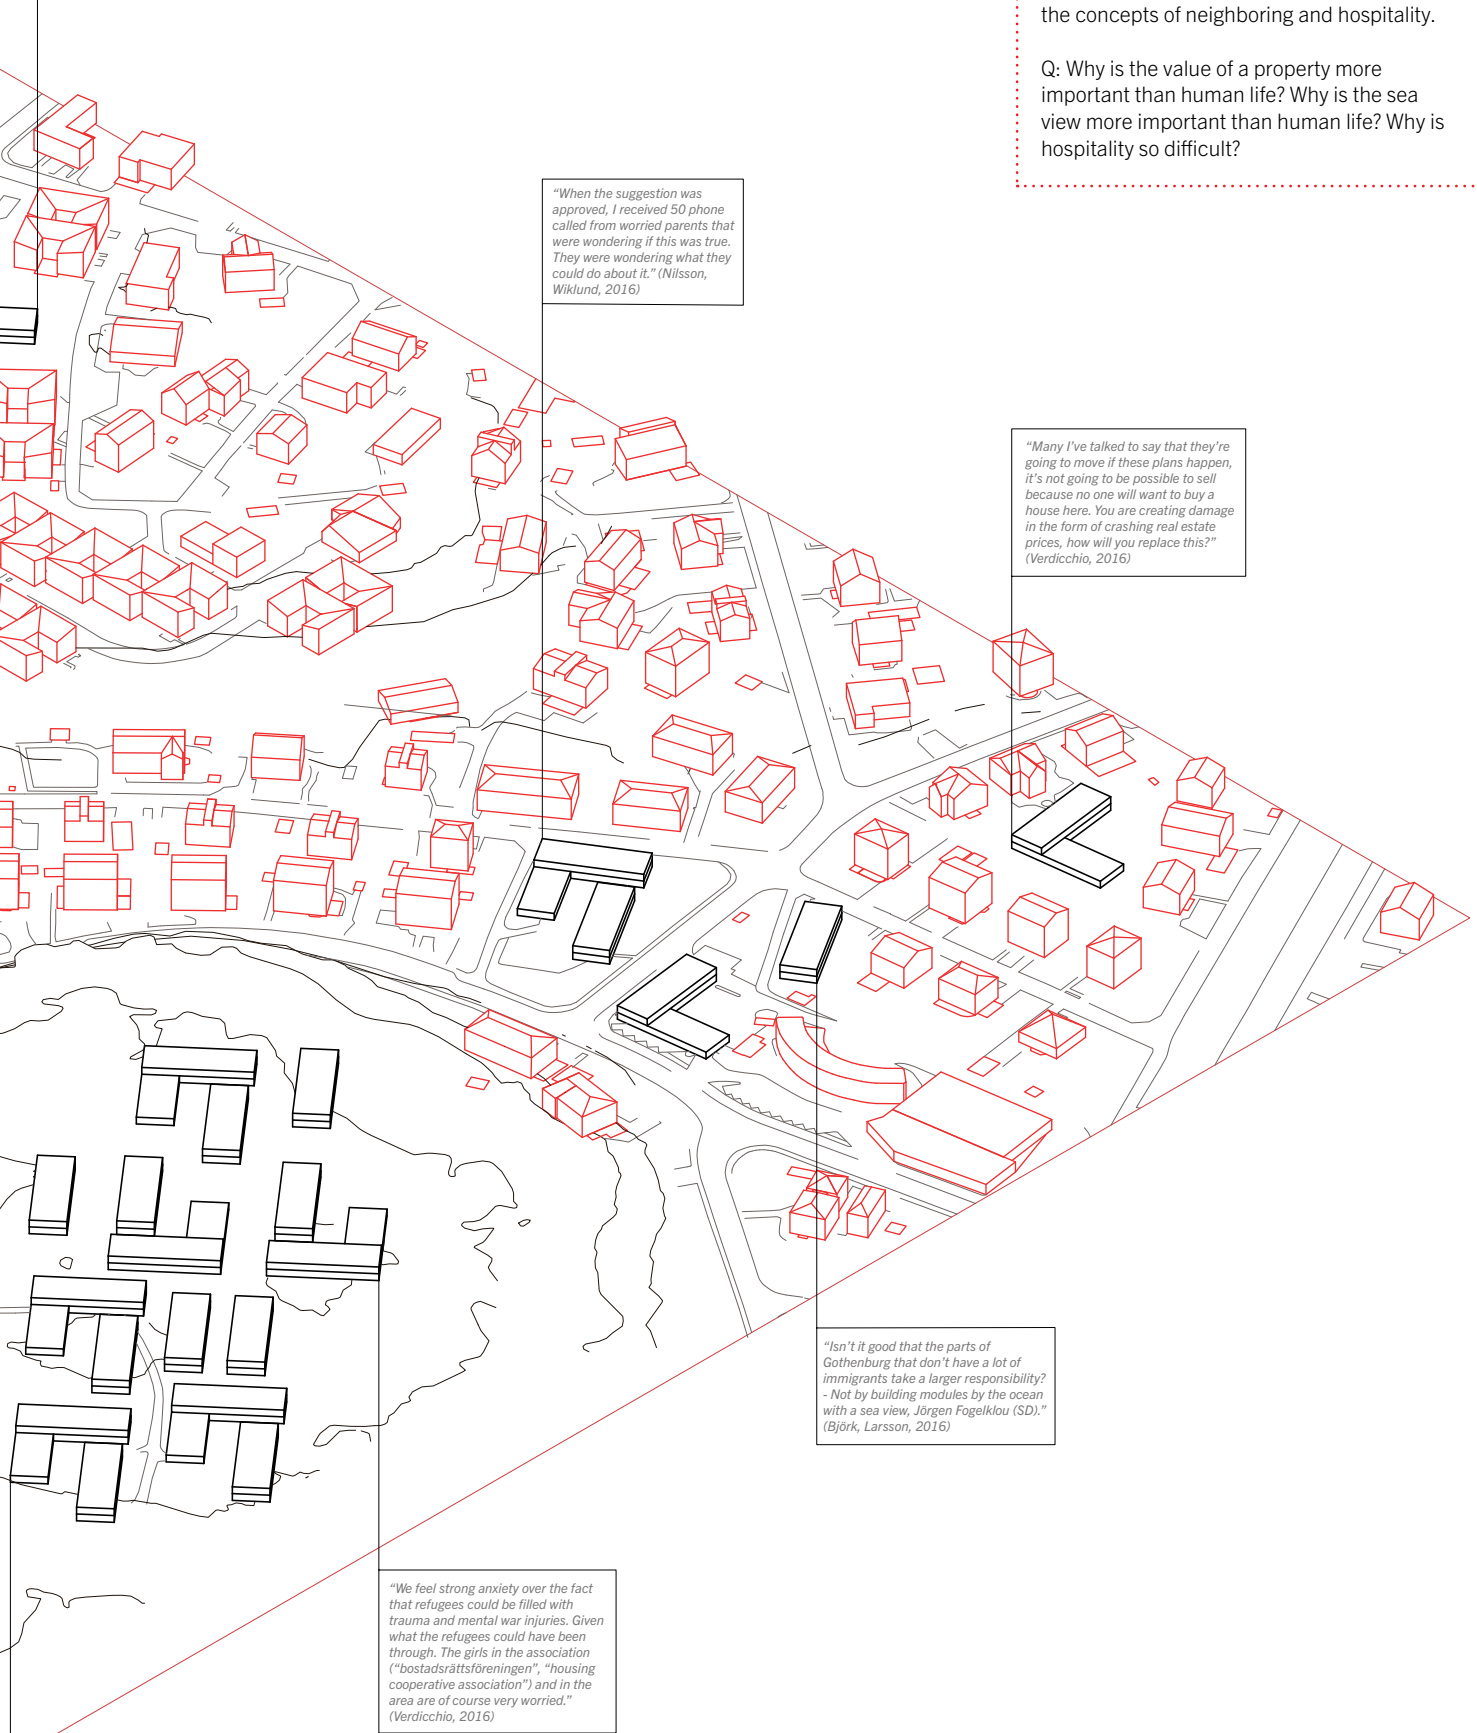 the concepts of neighboring and hospitality.
Q: Why is the value of a property more
important than human life? Why is the sea
view more important than human life? Why is
hospitality so difficult?
“When the suggestion was
approved, I received 50 phone
called from worried parents that
were wondering if this was true.
They were wondering what they
could do about it.” (Nilsson,
Wiklund, 2016)
“Many I’ve talked to say that they’re
going to move if these plans happen,
it’s not going to be possible to sell
because no one will want to buy a
house here. You are creating damage
in the form of crashing real estate
prices, how will you replace this?”
(Verdicchio, 2016)
“Isn’t it good that the parts of
Gothenburg that don’t have a lot of
immigrants take a larger responsibility?
- Not by building modules by the ocean
with a sea view, Jörgen Fogelklou (SD).”
(Björk, Larsson, 2016)
“We feel strong anxiety over the fact
that refugees could be filled with
trauma and mental war injuries. Given
what the refugees could have been
through. The girls in the association
(“bostadsrättsföreningen”, “housing
cooperative association”) and in the
area are of course very worried.”
(Verdicchio, 2016)